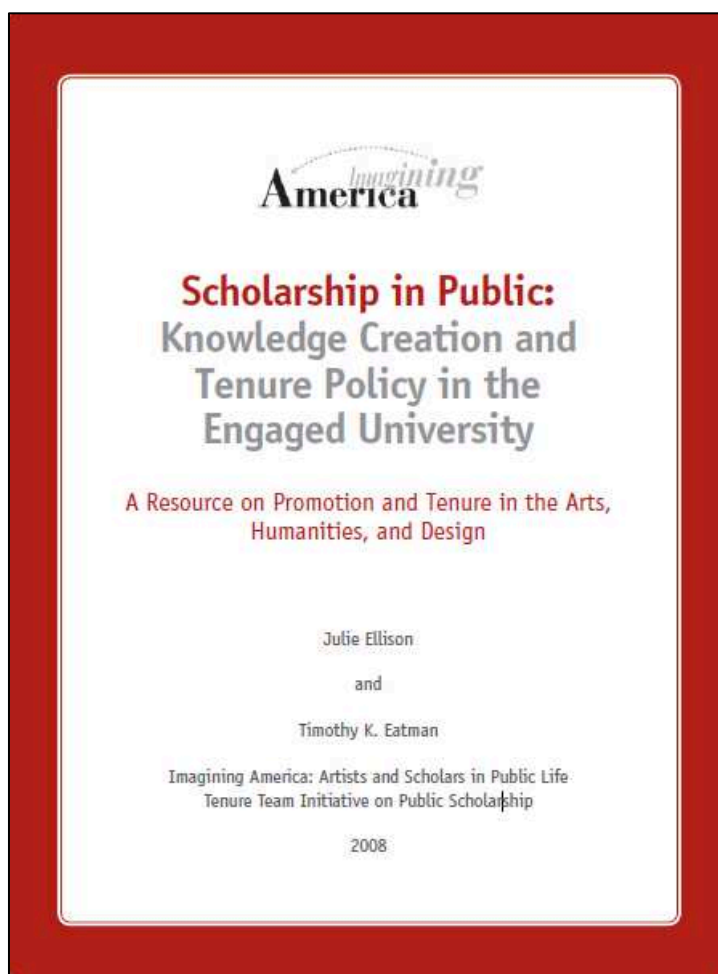 Imagining
America
Scholarship in Public:
Knowledge Creation and
Tenure Policy in the
Engaged University
A Resource on Promotion and Tenure in the Arts,
Humanities, and Design
Julie Ellison
and
Timothy K. Eatman
Imagining America: Artists and Scholars in Public Life
Tenure Team Initiative on Public Scholarship
2008